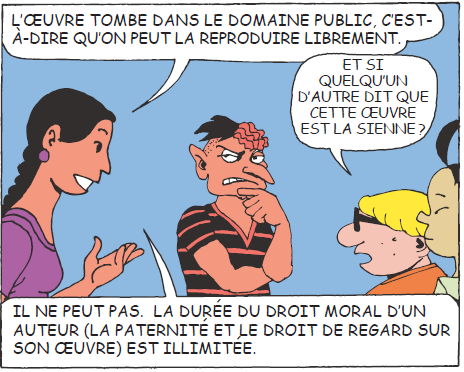 L'ŒUVRE TOMBE DANS LE DOMAINE PUBLIC, C'EST-
À-DIRE QU'ON PEUT LA REPRODUIRE LIBREMENT.
ET SI
QUELQU'UN
D'AUTRE DIT QUE
CETTE ŒUVRE
EST LA SIENNE ?
IL NE PEUT PAS. LA DURÉE DU DROIT MORAL D'UN
AUTEUR (LA PATERNITÉ ET LE DROIT DE REGARD SUR
SON ŒUVRE) EST ILLIMITÉE.